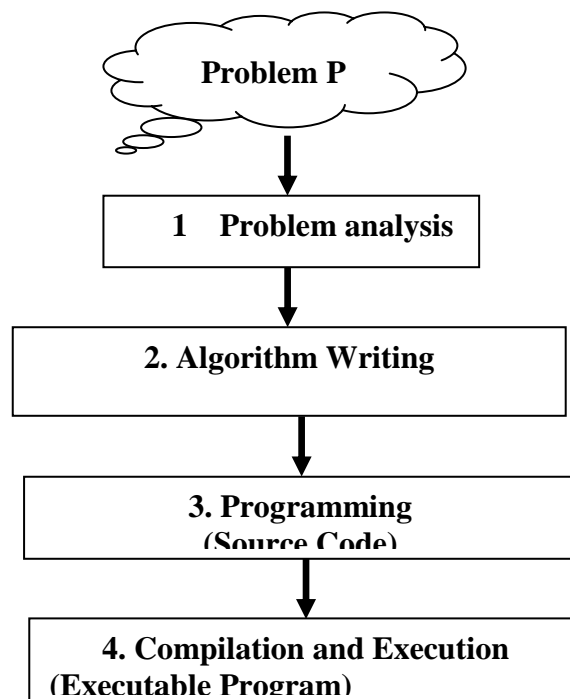 Problem P
1 Problem analysis
2. Algorithm Writing
3. Programming
(Source Code)
4. Compilation and Execution
(Executable Program)